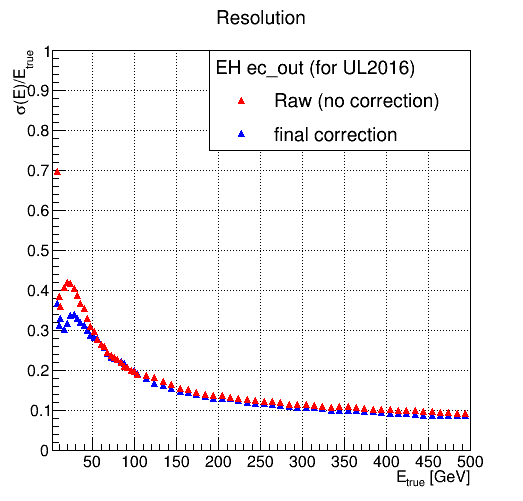 Resolution
σ(E)/E_true
EH ec_out (for UL2016)
Raw (no correction)
final correction
1
0.9
0.8
0.7
0.6
0.5
0.4
0.3
0.2
0.1
0
50 100 150 200 250 300 350 400 450 500
E_true [GeV]